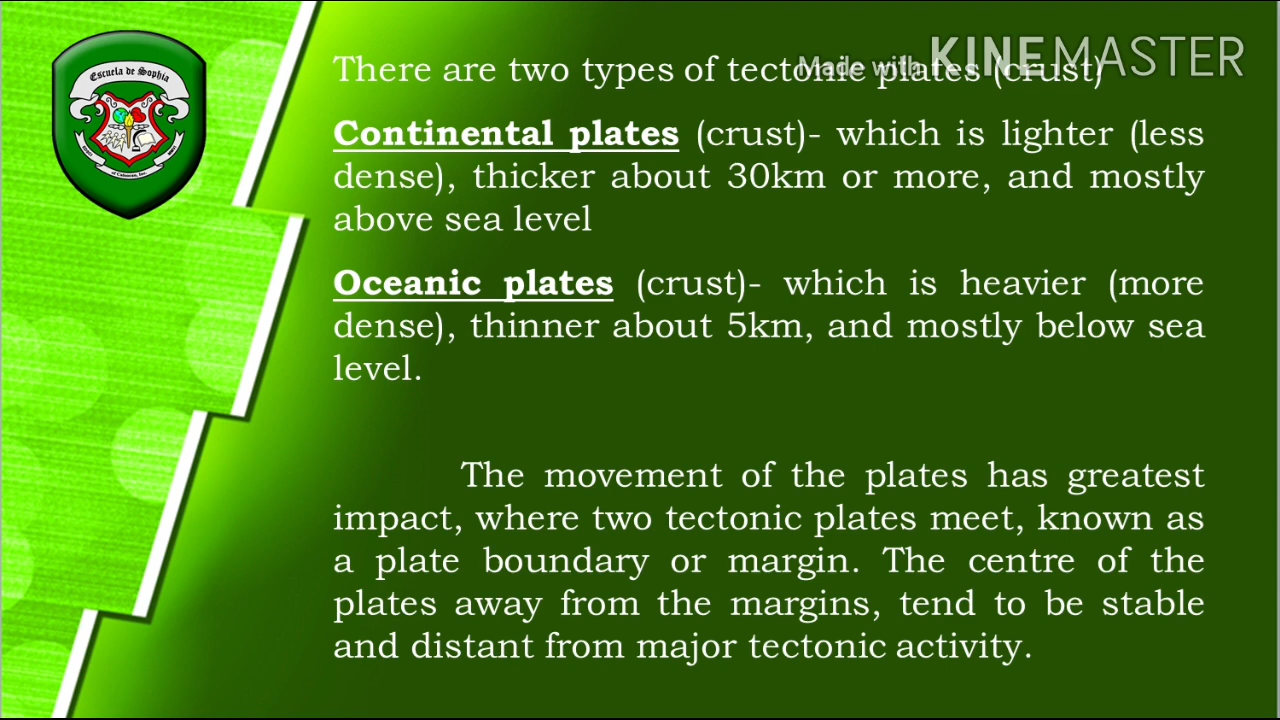 Escuela de Sophia
of Cabuyao, Inc.
Made with KINEMASTER
There are two types of tectonic plates (crust)
Continental plates (crust)- which is lighter (less
dense), thicker about 30km or more, and mostly
above sea level
Oceanic plates (crust)- which is heavier (more
dense), thinner about 5km, and mostly below sea
level.
The movement of the plates has greatest
impact, where two tectonic plates meet, known as
a plate boundary or margin. The centre of the
plates away from the margins, tend to be stable
and distant from major tectonic activity.